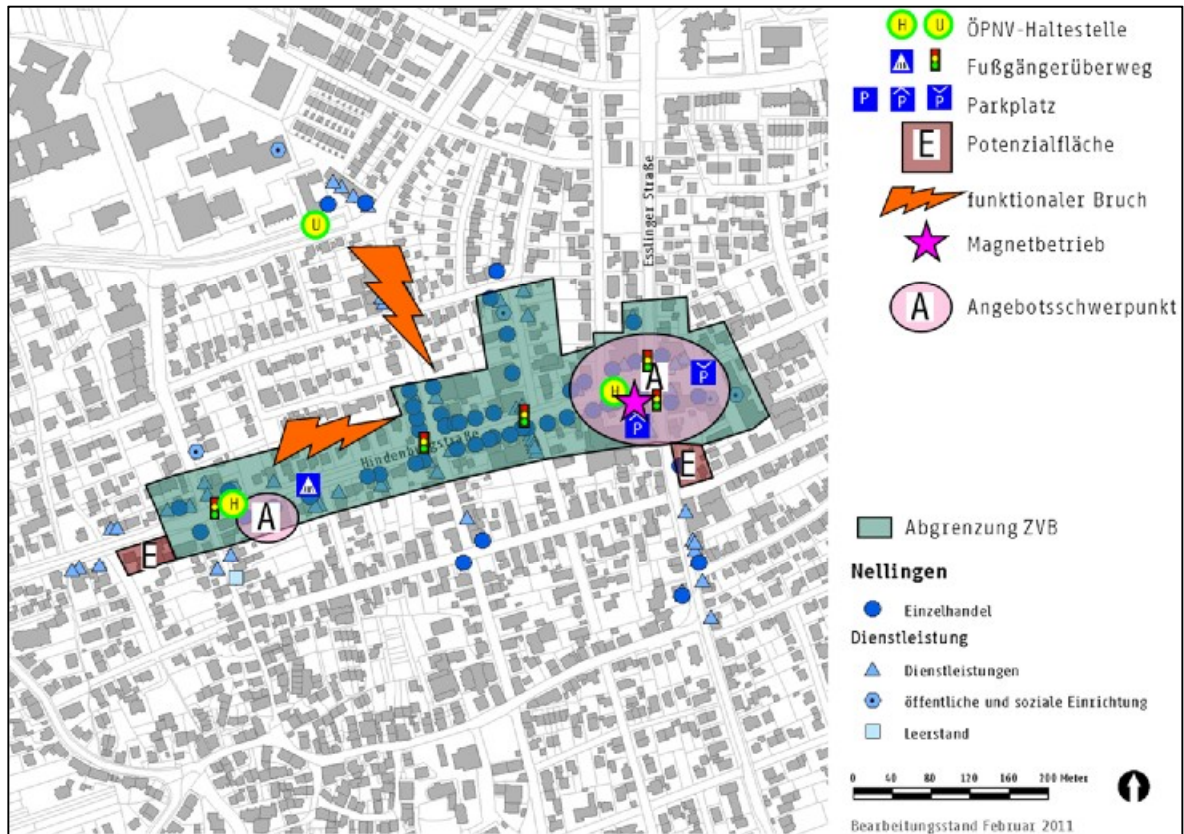 H U ÖPNV-Haltestelle
Fußgängerüberweg
P P P Parkplatz
E Potenzialfläche
funktionaler Bruch
Magnetbetrieb
A Angebotsschwerpunkt
Esslinger Straße
U
A
P
H
P
Hindenburgstraße
E
H
A
E
Abgrenzung ZVB
Nellingen
Einzelhandel
Dienstleistung
Dienstleistungen
öffentliche und soziale Einrichtung
Leerstand
0 40 80 120 160 200 Meter
Bearbeitungsstand Februar 2011